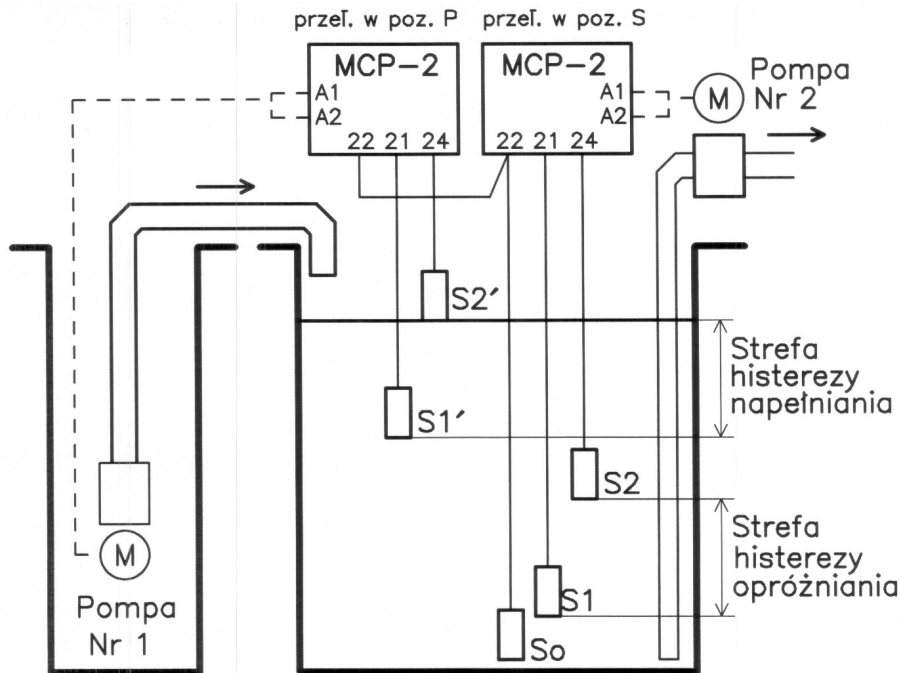 przeł. w poz. P
przeł. w poz. S
MCP-2
A1
A2
22 21 24
MCP-2
A1
A2
22 21 24
M
Pompa
Nr 2
S2′
S1′
Strefa
histerezy
napełniania
S2
S1
So
Strefa
histerezy
opróżniania
M
Pompa
Nr 1